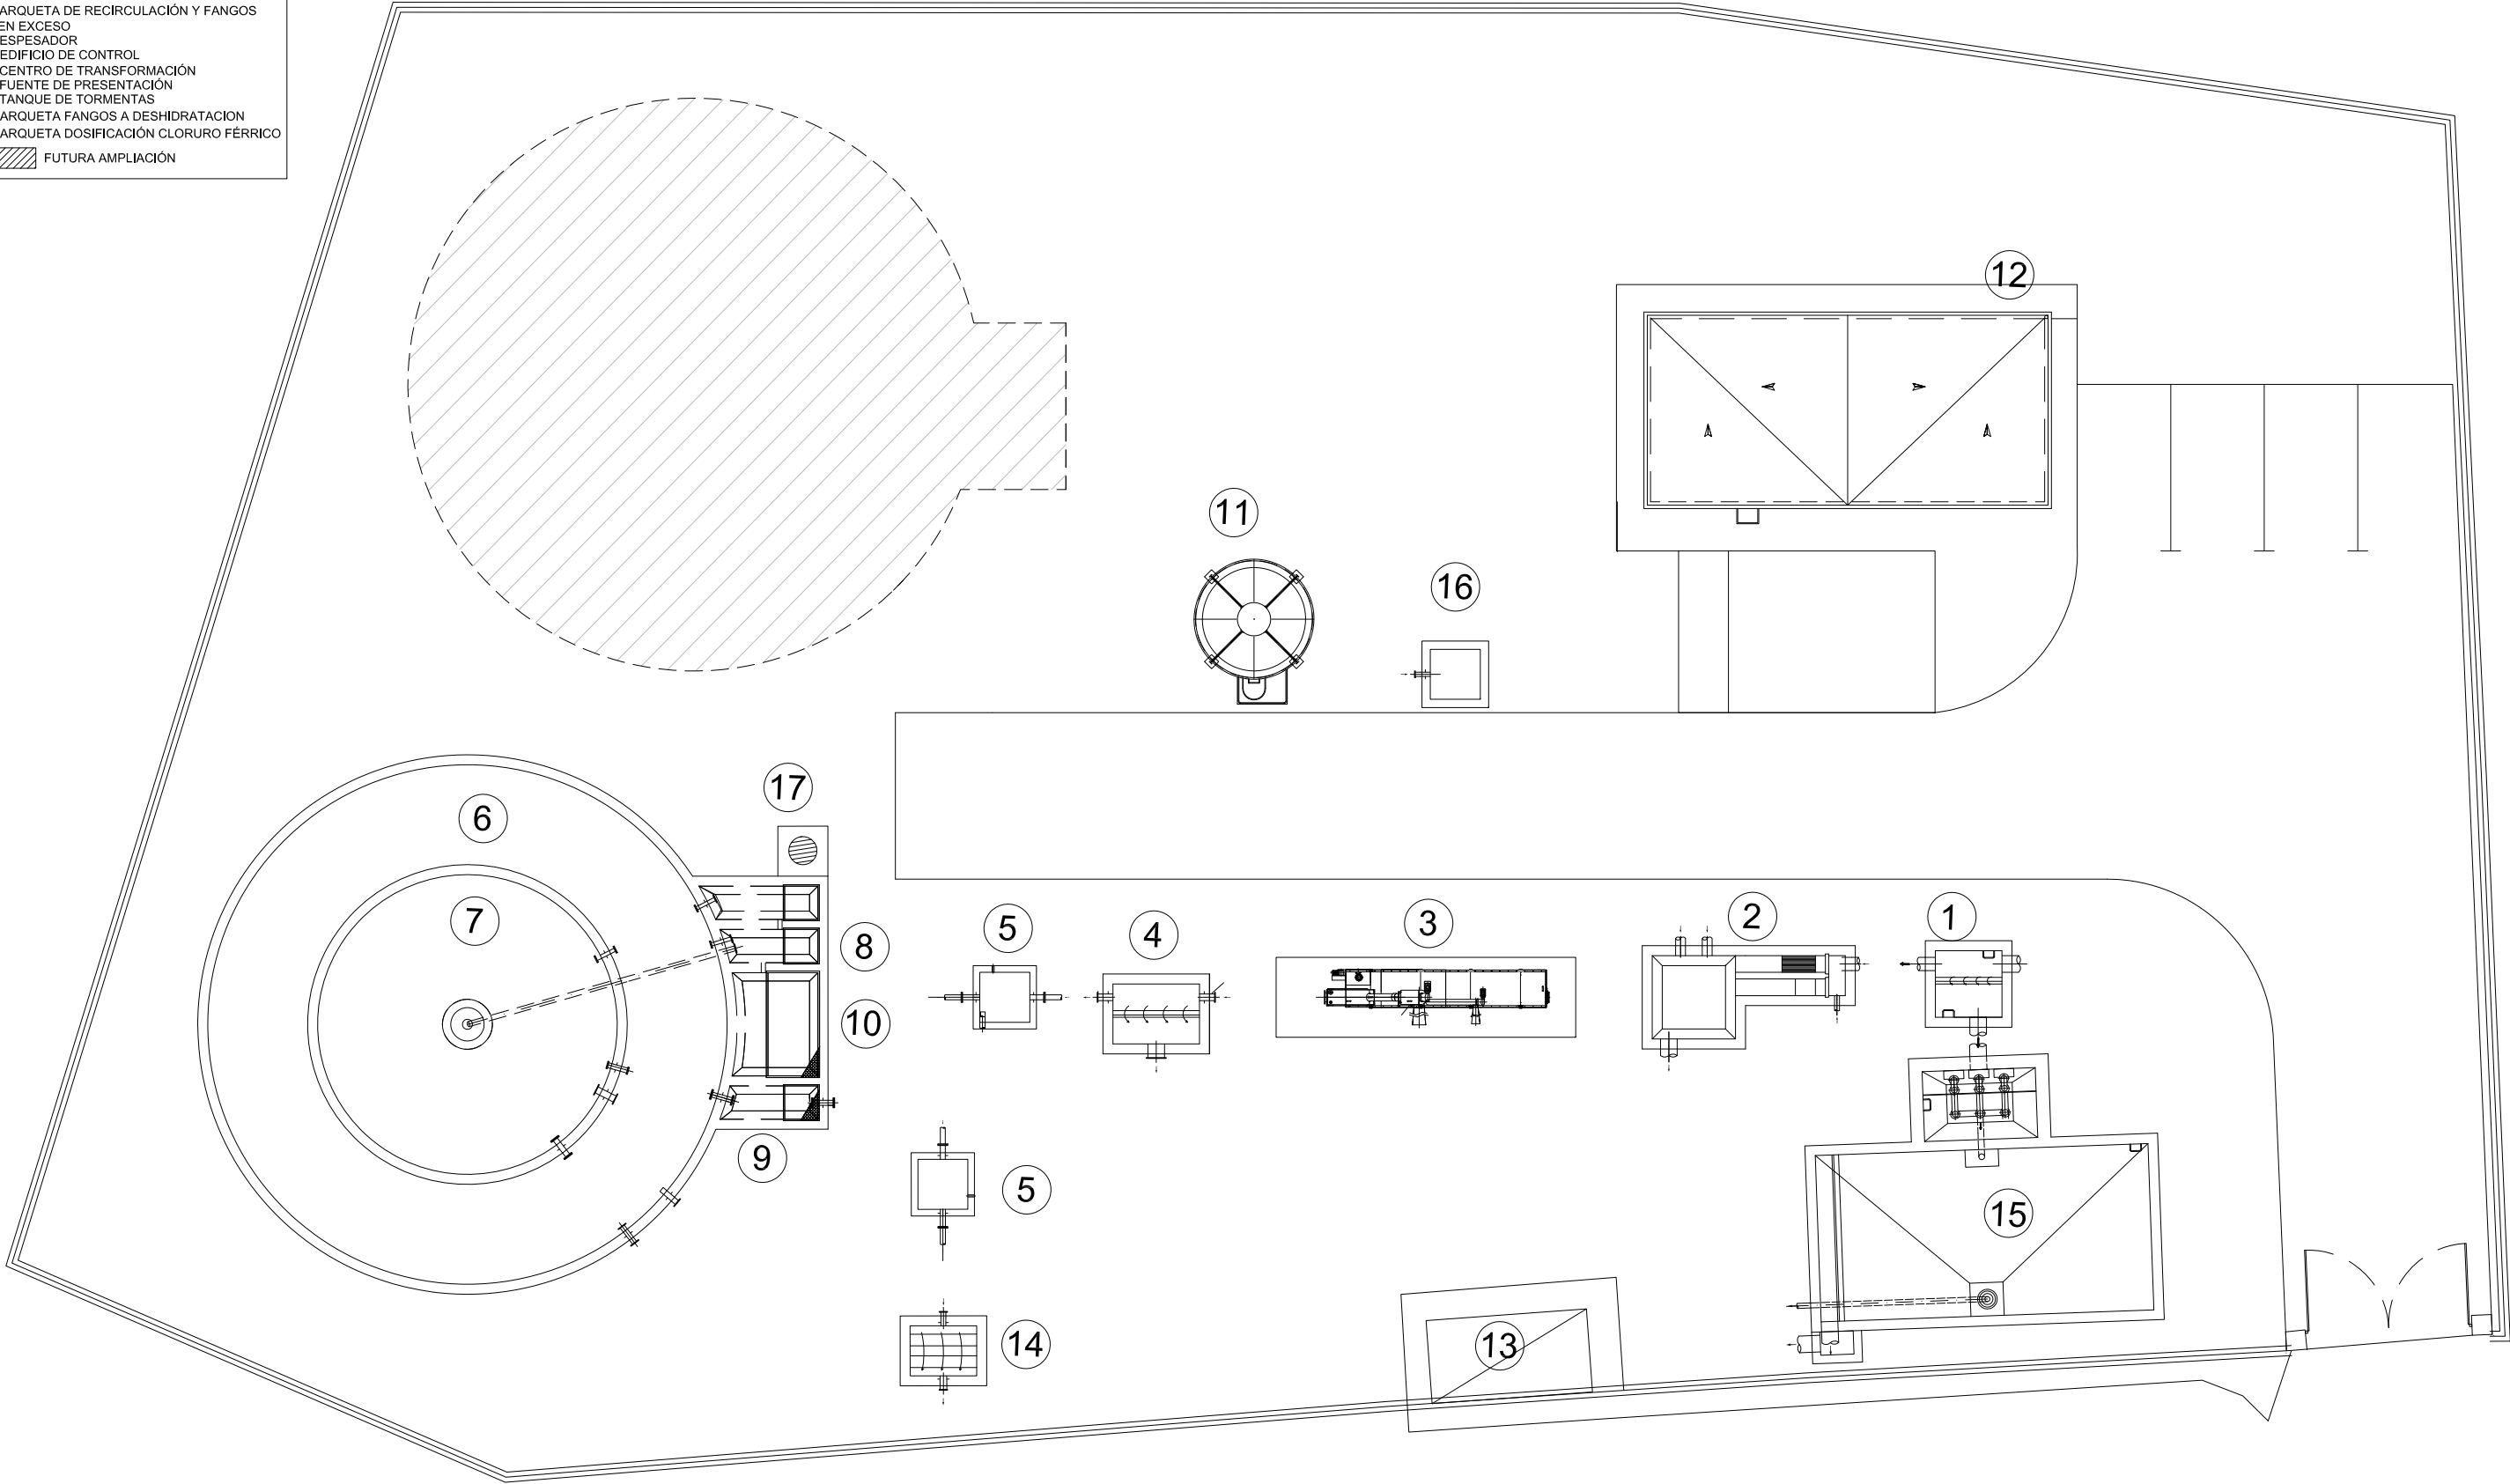 ARQUETA DE RECIRCULACIÓN Y FANGOS
EN EXCESO
ESPESADOR
EDIFICIO DE CONTROL
CENTRO DE TRANSFORMACIÓN
FUENTE DE PRESENTACIÓN
TANQUE DE TORMENTAS
ARQUETA FANGOS A DESHIDRATACION
ARQUETA DOSIFICACIÓN CLORURO FÉRRICO
FUTURA AMPLIACIÓN
12
11
16
17
6
7
8
5
4
3
2
1
10
9
5
15
14
13